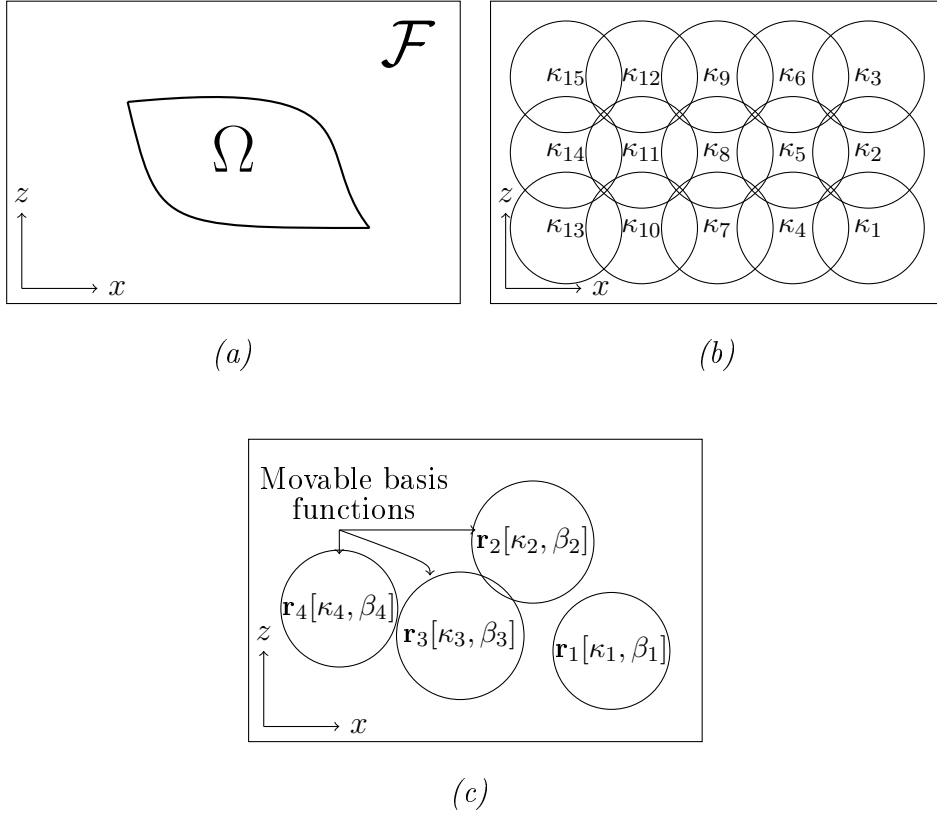 ℱ
Ω
z
x
(a)
κ₁₅ κ₁₂ κ₉ κ₆ κ₃
κ₁₄ κ₁₁ κ₈ κ₅ κ₂
z
κ₁₃ κ₁₀ κ₇ κ₄ κ₁
x
(b)
Movable basis
functions
r₂[κ₂, β₂]
r₄[κ₄, β₄]
r₃[κ₃, β₃]
r₁[κ₁, β₁]
z
x
(c)